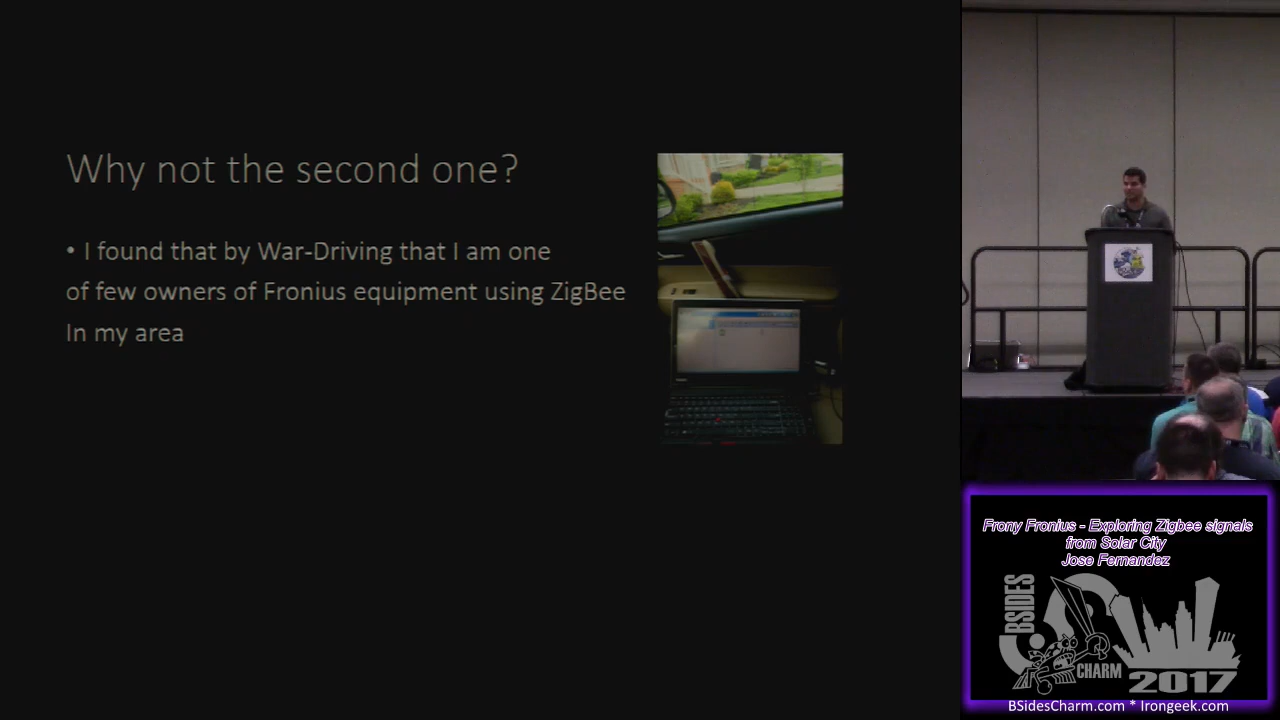 Why not the second one?
• I found that by War-Driving that I am one
of few owners of Fronius equipment using ZigBee
In my area
Frony Fronius - Exploring Zigbee signals
from Solar City
Jose Fernandez
BSIDES
CHARM
2017
BSidesCharm.com * Irongeek.com